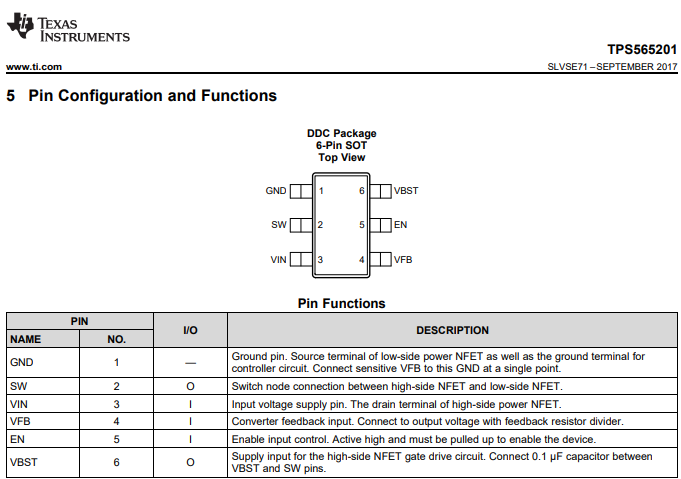 TEXAS
INSTRUMENTS
TPS565201
www.ti.com
SLVSE71 – SEPTEMBER 2017
5 Pin Configuration and Functions
DDC Package
6-Pin SOT
Top View
GND 1 6 VBST
SW 2 5 EN
VIN 3 4 VFB
Pin Functions
PIN
I/O
DESCRIPTION
NAME NO.
GND 1 — Ground pin. Source terminal of low-side power NFET as well as the ground terminal for
controller circuit. Connect sensitive VFB to this GND at a single point.
SW 2 O Switch node connection between high-side NFET and low-side NFET.
VIN 3 I Input voltage supply pin. The drain terminal of high-side power NFET.
VFB 4 I Converter feedback input. Connect to output voltage with feedback resistor divider.
EN 5 I Enable input control. Active high and must be pulled up to enable the device.
VBST 6 O Supply input for the high-side NFET gate drive circuit. Connect 0.1 µF capacitor between
VBST and SW pins.